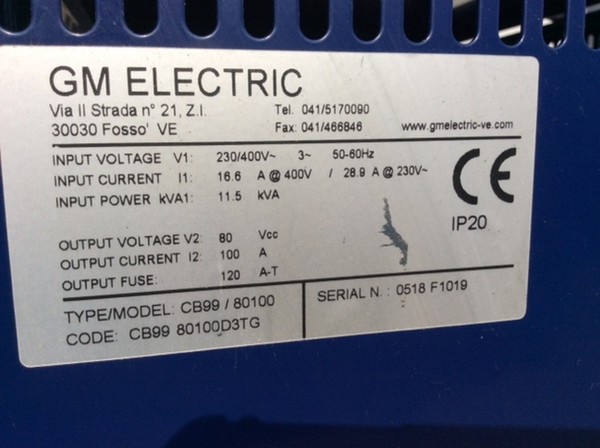 GM ELECTRIC
Via II Strada n° 21, Z.I. Tel. 041/5170090
30030 Fosso' VE Fax: 041/466846 www.gmelectric-ve.com
INPUT VOLTAGE V1: 230/400V~ 3~ 50-60Hz
INPUT CURRENT I1: 16.6 A @ 400V / 28.9 A @ 230V~
INPUT POWER kVA1: 11.5 kVA
CE
IP20
OUTPUT VOLTAGE V2: 80 Vcc
OUTPUT CURRENT I2: 100 A
OUTPUT FUSE: 120 A-T
TYPE/MODEL: CB99 / 80100
CODE: CB99 80100D3TG
SERIAL N. : 0518 F1019